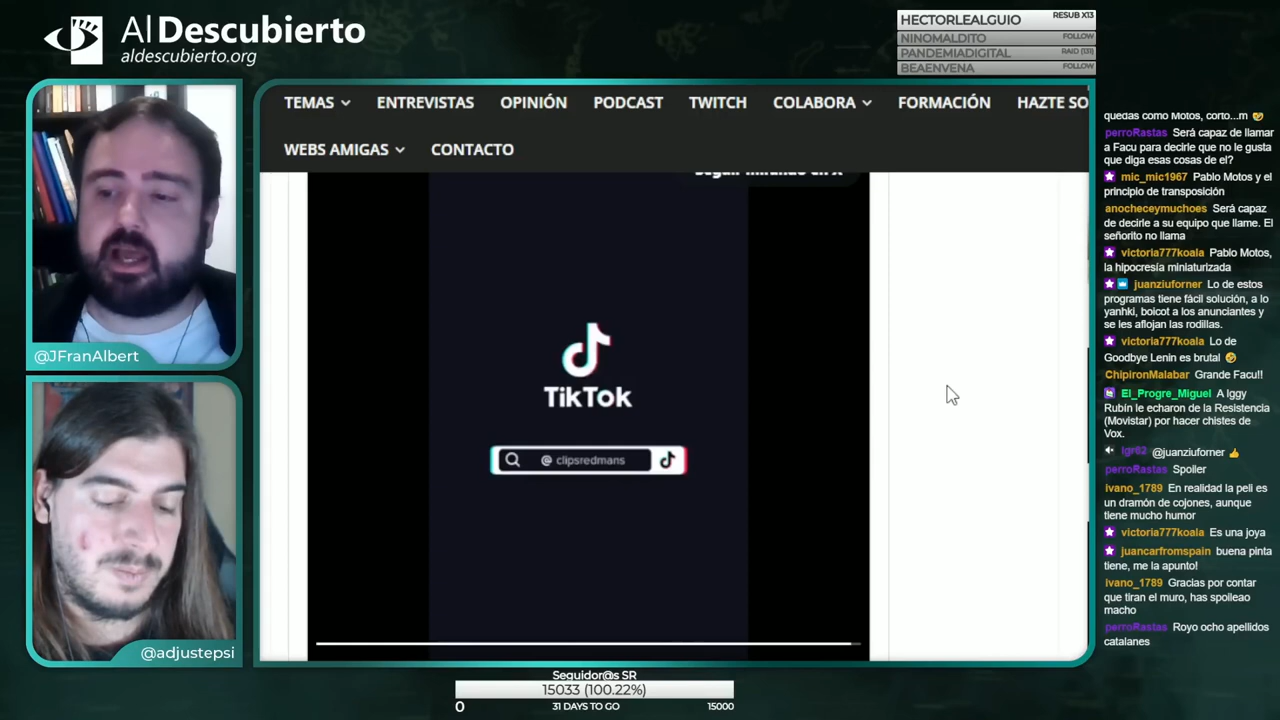 Al Descubierto
aldescubierto.org
HECTORLEALGUIO RESUB X13
NINOMALDITO FOLLOW
PANDEMIADIGITAL RAID (131)
BEAENVENA FOLLOW
TEMAS ENTREVISTAS OPINIÓN PODCAST TWITCH COLABORA FORMACIÓN HAZTE SO
WEBS AMIGAS CONTACTO
Seguir mirando en X
TikTok
@ clipsredmans
@JFranAlbert
@adjustepsi
quedas como Motos, corto...m
perroRastas Será capaz de llamar
a Facu para decirle que no le gusta
que diga esas cosas de el?
mic_mic1967 Pablo Motos y el
principio de transposición
anocheceymuchoes Será capaz
de decirle a su equipo que llame. El
señorito no llama
victoria777koala Pablo Motos,
la hipocresía miniaturizada
juanziuforner Lo de estos
programas tiene fácil solución, a lo
yanhki, boicot a los anunciantes y
se les aflojan las rodillas.
victoria777koala Lo de
Goodbye Lenin es brutal
ChipironMalabar Grande Facu!!
El_Progre_Miguel A Iggy
Rubín le echaron de la Resistencia
(Movistar) por hacer chistes de
Vox.
igr82 @juanziuforner
perroRastas Spoiler
ivano_1789 En realidad la peli es
un dramón de cojones, aunque
tiene mucho humor
victoria777koala Es una joya
juancarfromspain buena pinta
tiene, me la apunto!
ivano_1789 Gracias por contar
que tiran el muro, has spoileao
macho
perroRastas Royo ocho apellidos
catalanes
Seguidor@s SR
15033 (100.22%)
0 31 DAYS TO GO 15000